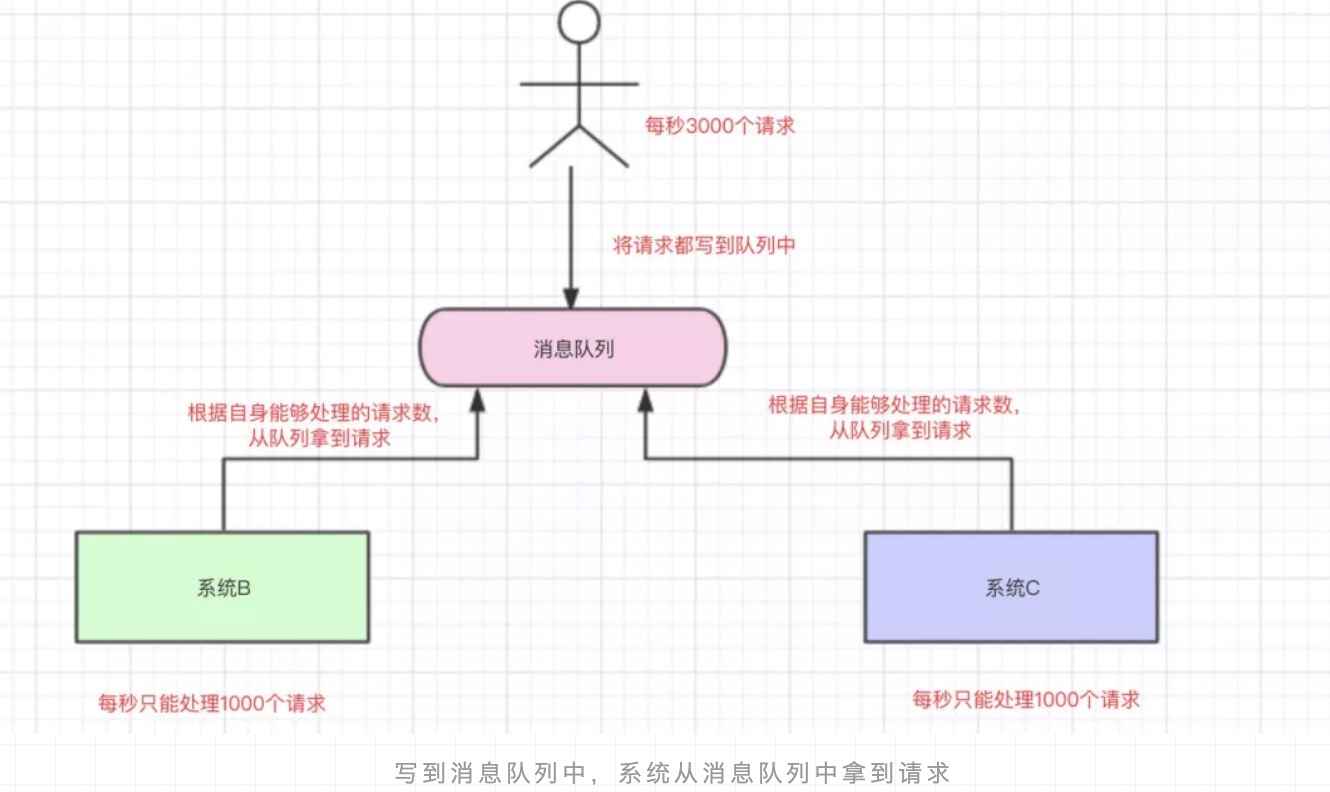 每秒3000个请求
将请求都写到队列中
消息队列
根据自身能够处理的请求数,
从队列拿到请求
根据自身能够处理的请求数,
从队列拿到请求
系统B
系统C
每秒只能处理1000个请求
每秒只能处理1000个请求
写到消息队列中，系统从消息队列中拿到请求